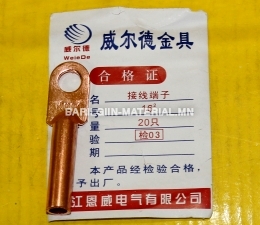 威尔德
WeleDe
威尔德金具
合格证
名 接线端子
BARILGIIN-MATERIAL.MN
量 20只
验 检03
期
本产品经检验合格,
予出厂。
江恩威电气有限公司